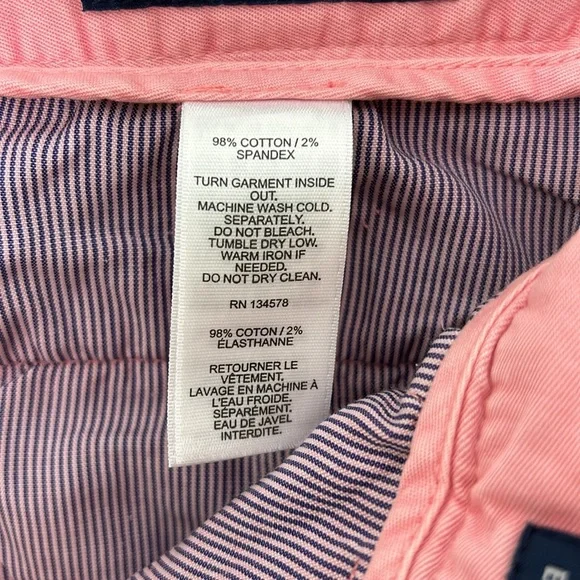 98% COTTON / 2%
SPANDEX
TURN GARMENT INSIDE
OUT.
MACHINE WASH COLD.
SEPARATELY.
DO NOT BLEACH.
TUMBLE DRY LOW.
WARM IRON IF
NEEDED.
DO NOT DRY CLEAN.
RN 134578
98% COTON / 2%
ÉLASTHANNE
RETOURNER LE
VÊTEMENT.
LAVAGE EN MACHINE À
L'EAU FROIDE.
SÉPARÉMENT.
EAU DE JAVEL
INTERDITE.